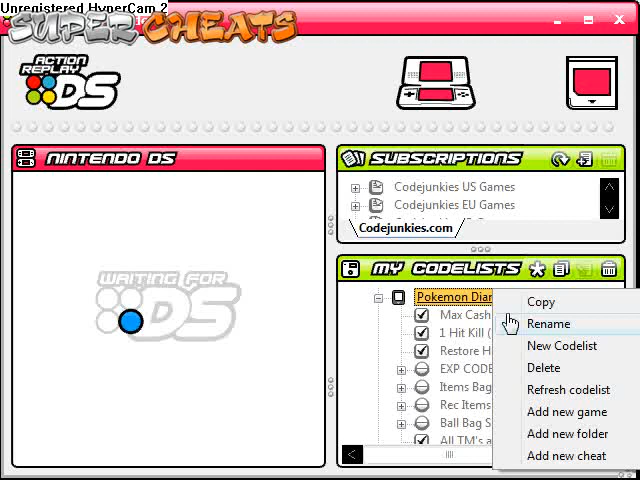 Unregistered HyperCam 2
SUPER CHEATS
ACTION
REPLAY
DS
NINTENDO DS
WAITING FOR
DS
SUBSCRIPTIONS
Codejunkies US Games
Codejunkies EU Games
Codejunkies.com
MY CODELISTS
Pokemon Diam
Max Cash
1 Hit Kill (
Restore H
EXP CODE
Items Bag
Rec Items
Ball Bag S
All TM's a
Copy
Rename
New Codelist
Delete
Refresh codelist
Add new game
Add new folder
Add new cheat